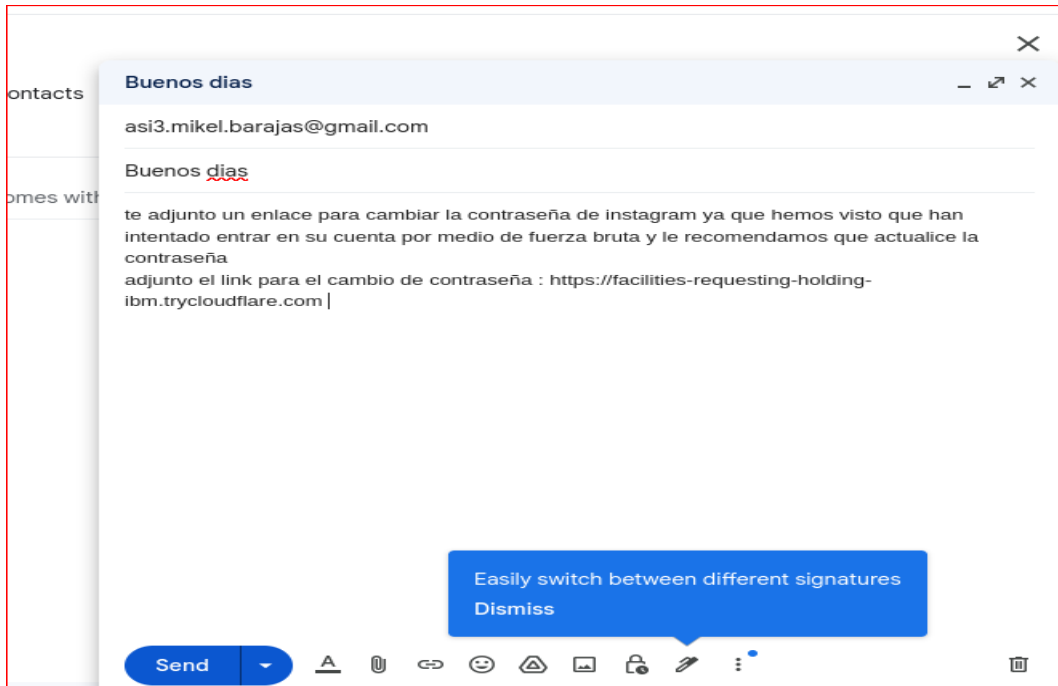 ontacts
omes with
Buenos dias
asi3.mikel.barajas@gmail.com
Buenos dias
te adjunto un enlace para cambiar la contraseña de instagram ya que hemos visto que han
intentado entrar en su cuenta por medio de fuerza bruta y le recomendamos que actualice la
contraseña
adjunto el link para el cambio de contraseña : https://facilities-requesting-holding-
ibm.trycloudflare.com
Easily switch between different signatures
Dismiss
Send